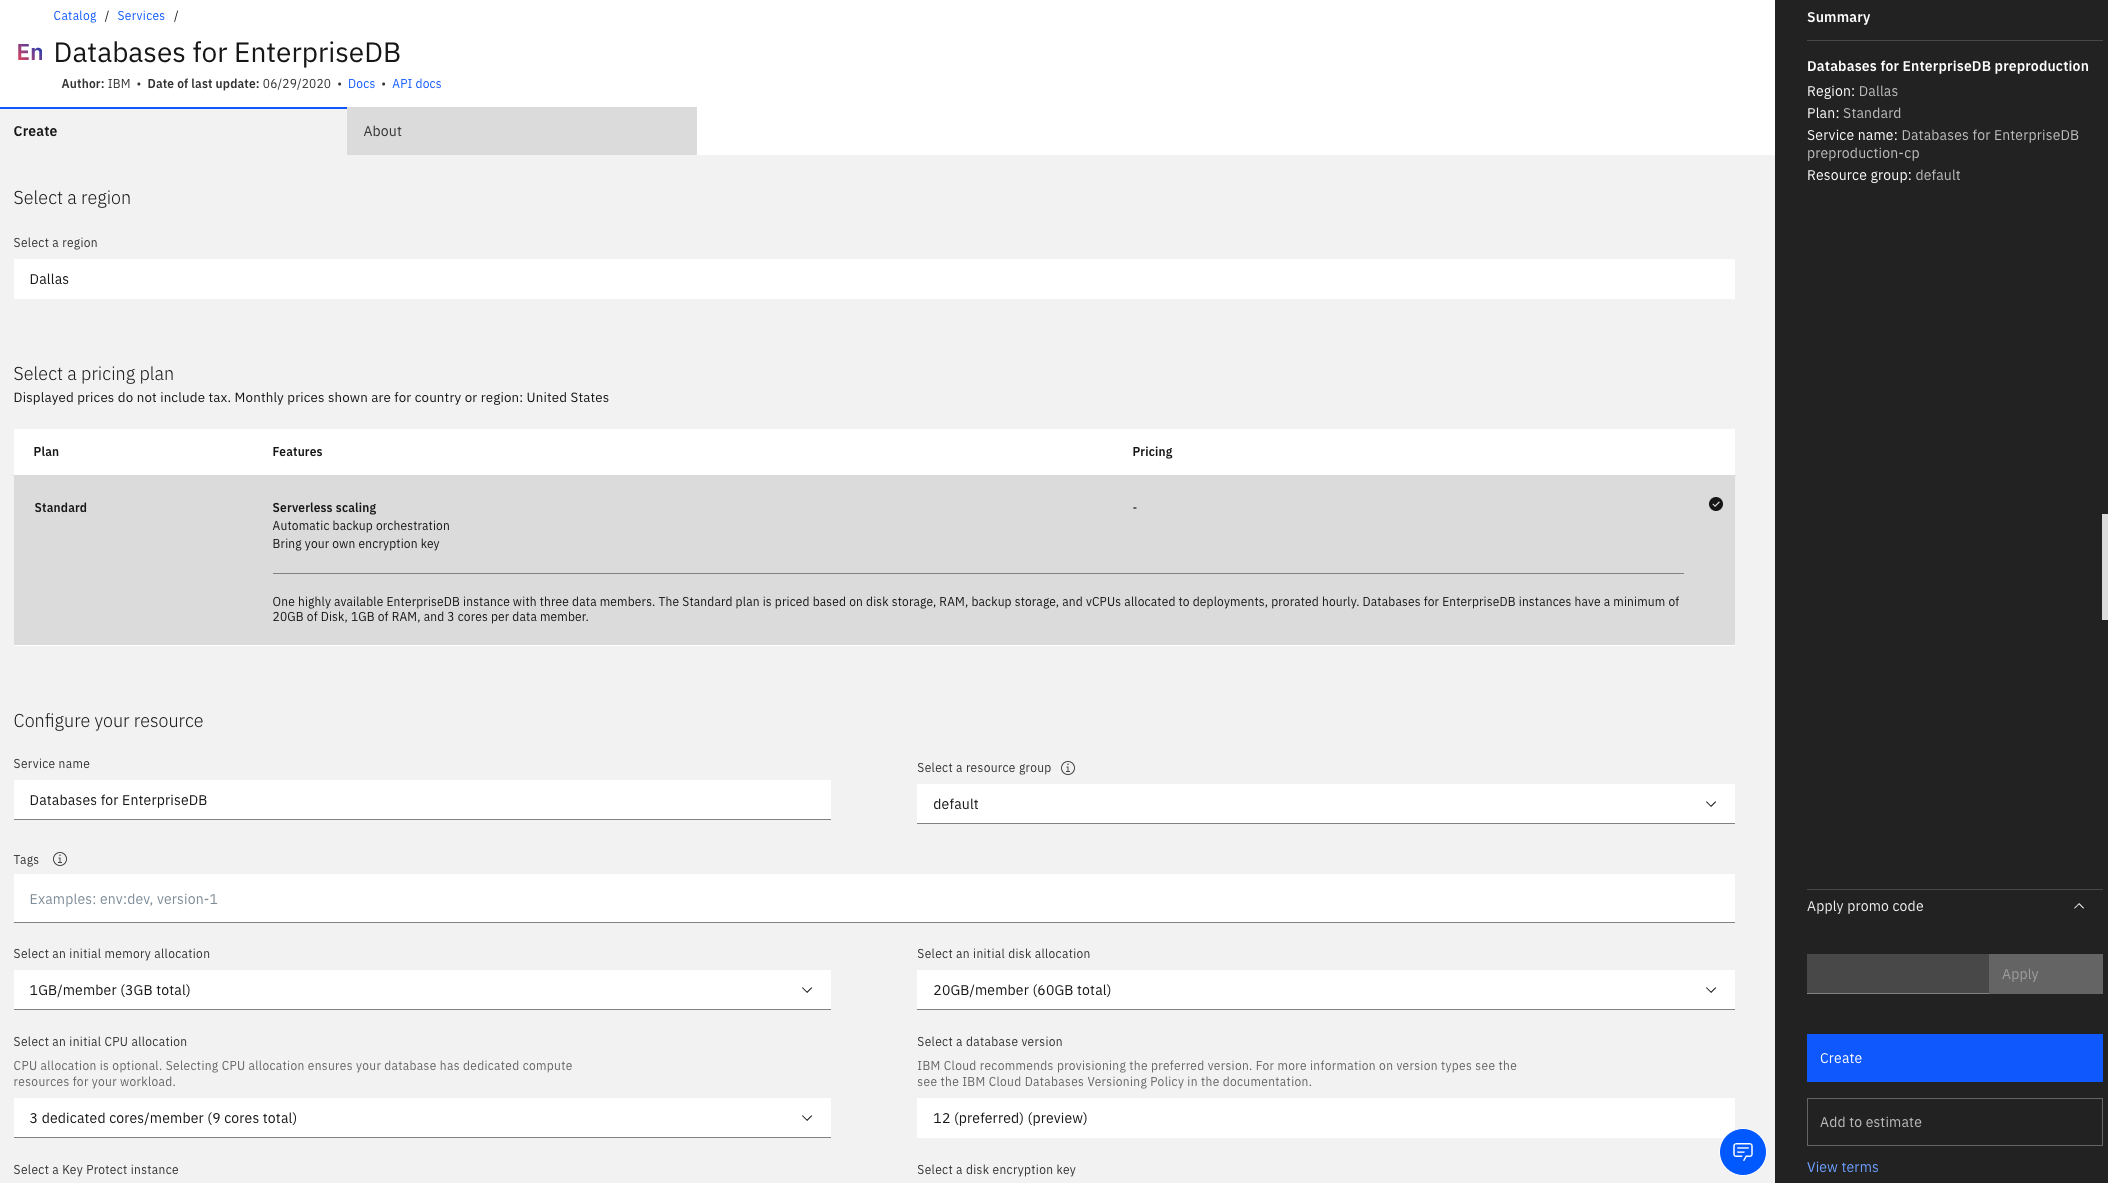 Catalog / Services /
En Databases for EnterpriseDB
Author: IBM • Date of last update: 06/29/2020 • Docs • API docs
Create
About
Select a region
Select a region
Dallas
Select a pricing plan
Displayed prices do not include tax. Monthly prices shown are for country or region: United States
Plan Features Pricing
Standard Serverless scaling -
Automatic backup orchestration
Bring your own encryption key
One highly available EnterpriseDB instance with three data members. The Standard plan is priced based on disk storage, RAM, backup storage, and vCPUs allocated to deployments, prorated hourly. Databases for EnterpriseDB instances have a minimum of
20GB of Disk, 1GB of RAM, and 3 cores per data member.
Configure your resource
Service name
Databases for EnterpriseDB
Select a resource group
default
Tags
Examples: env:dev, version-1
Select an initial memory allocation
1GB/member (3GB total)
Select an initial disk allocation
20GB/member (60GB total)
Select an initial CPU allocation
CPU allocation is optional. Selecting CPU allocation ensures your database has dedicated compute
resources for your workload.
3 dedicated cores/member (9 cores total)
Select a database version
IBM Cloud recommends provisioning the preferred version. For more information on version types see the
see the IBM Cloud Databases Versioning Policy in the documentation.
12 (preferred) (preview)
Select a Key Protect instance
Select a disk encryption key
Summary
Databases for EnterpriseDB preproduction
Region: Dallas
Plan: Standard
Service name: Databases for EnterpriseDB
preproduction-cp
Resource group: default
Apply promo code
Apply
Create
Add to estimate
View terms